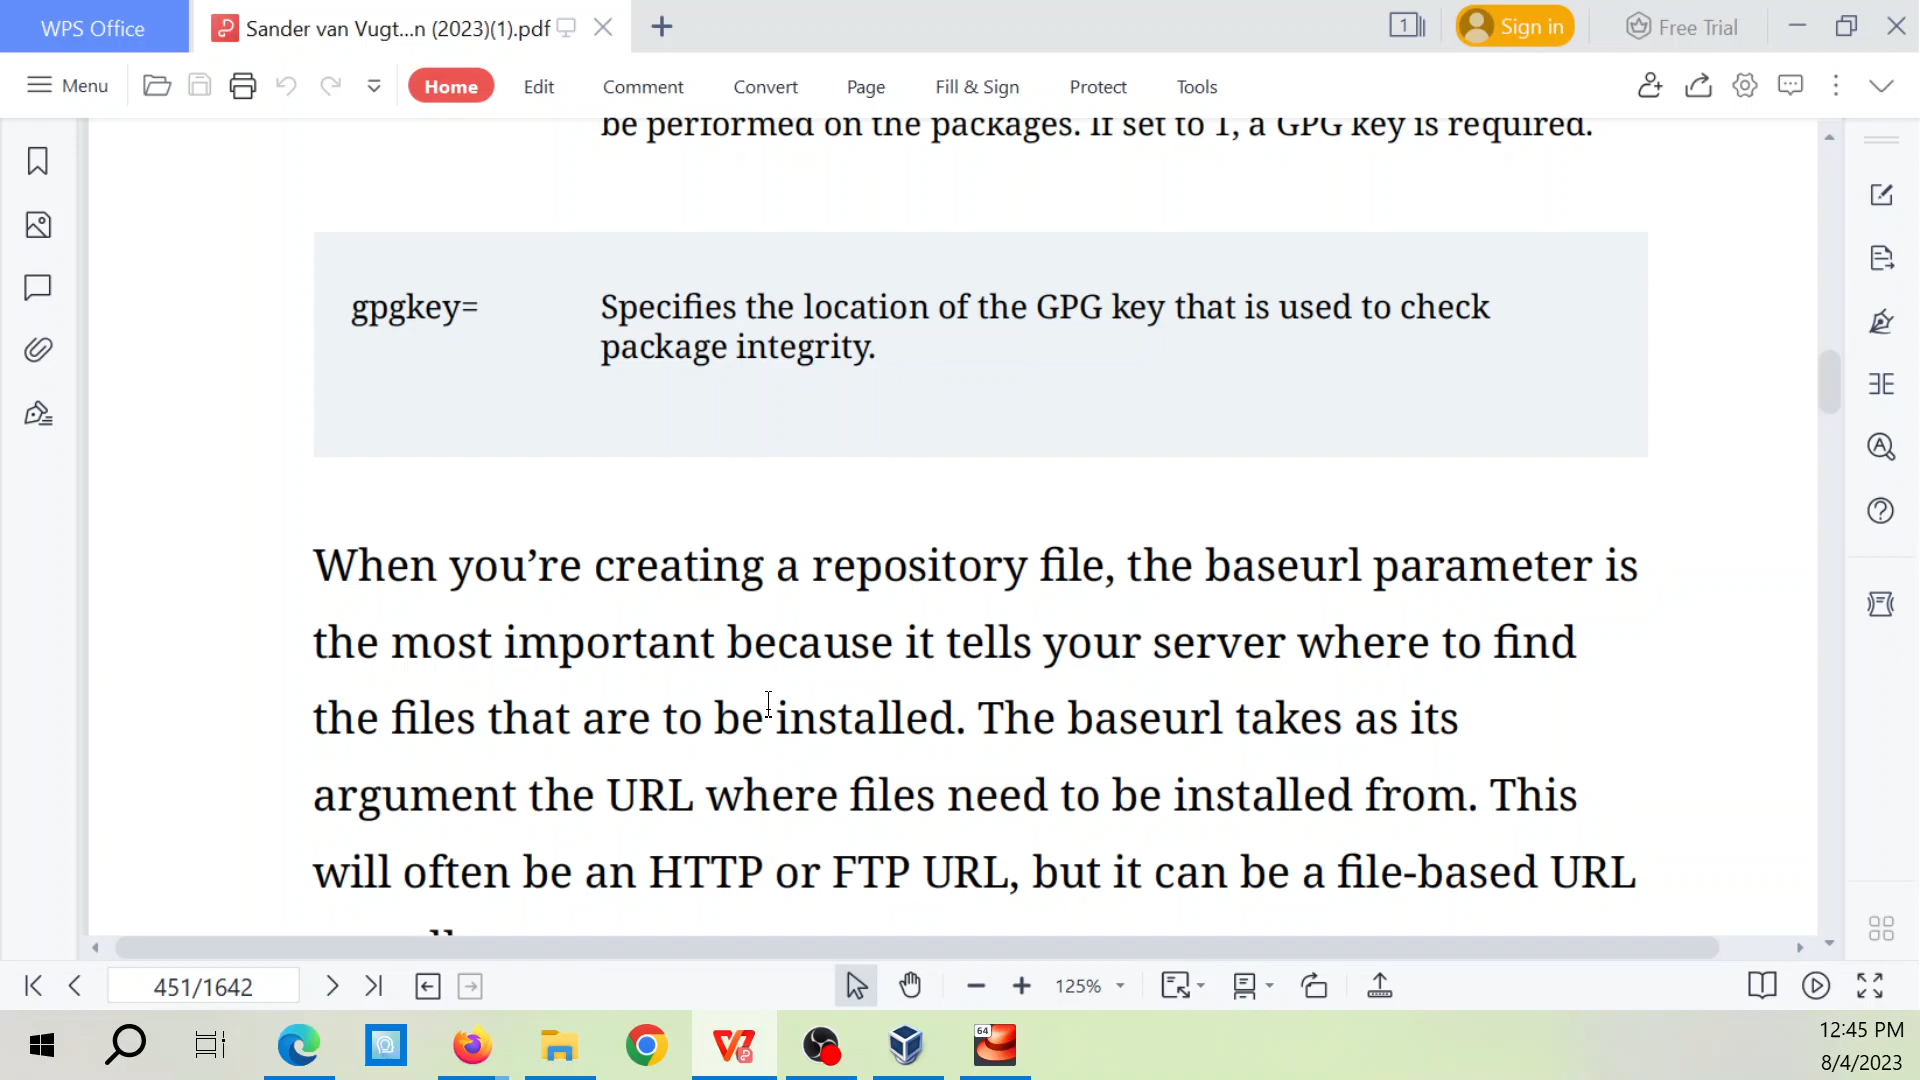 WPS Office
Sander van Vugt...n (2023)(1).pdf
1
Sign in
Free Trial
Menu
Home
Edit
Comment
Convert
Page
Fill & Sign
Protect
Tools
be performed on the packages. If set to 1, a GPG key is required.
gpgkey=
Specifies the location of the GPG key that is used to check
package integrity.
When you’re creating a repository file, the baseurl parameter is
the most important because it tells your server where to find
the files that are to be installed. The baseurl takes as its
argument the URL where files need to be installed from. This
will often be an HTTP or FTP URL, but it can be a file-based URL
451/1642
125%
64
12:45 PM
8/4/2023